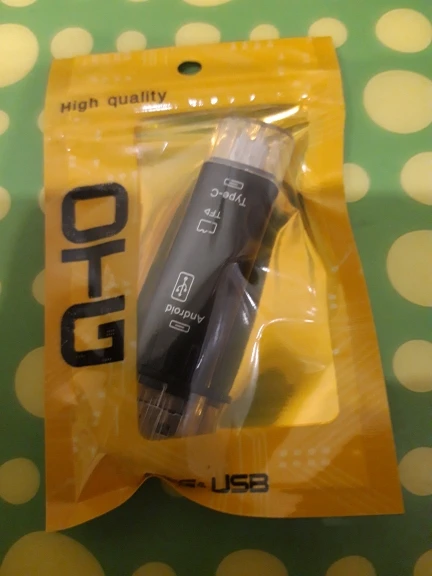 High quality
OTG
Type-C
TF
Android
USB